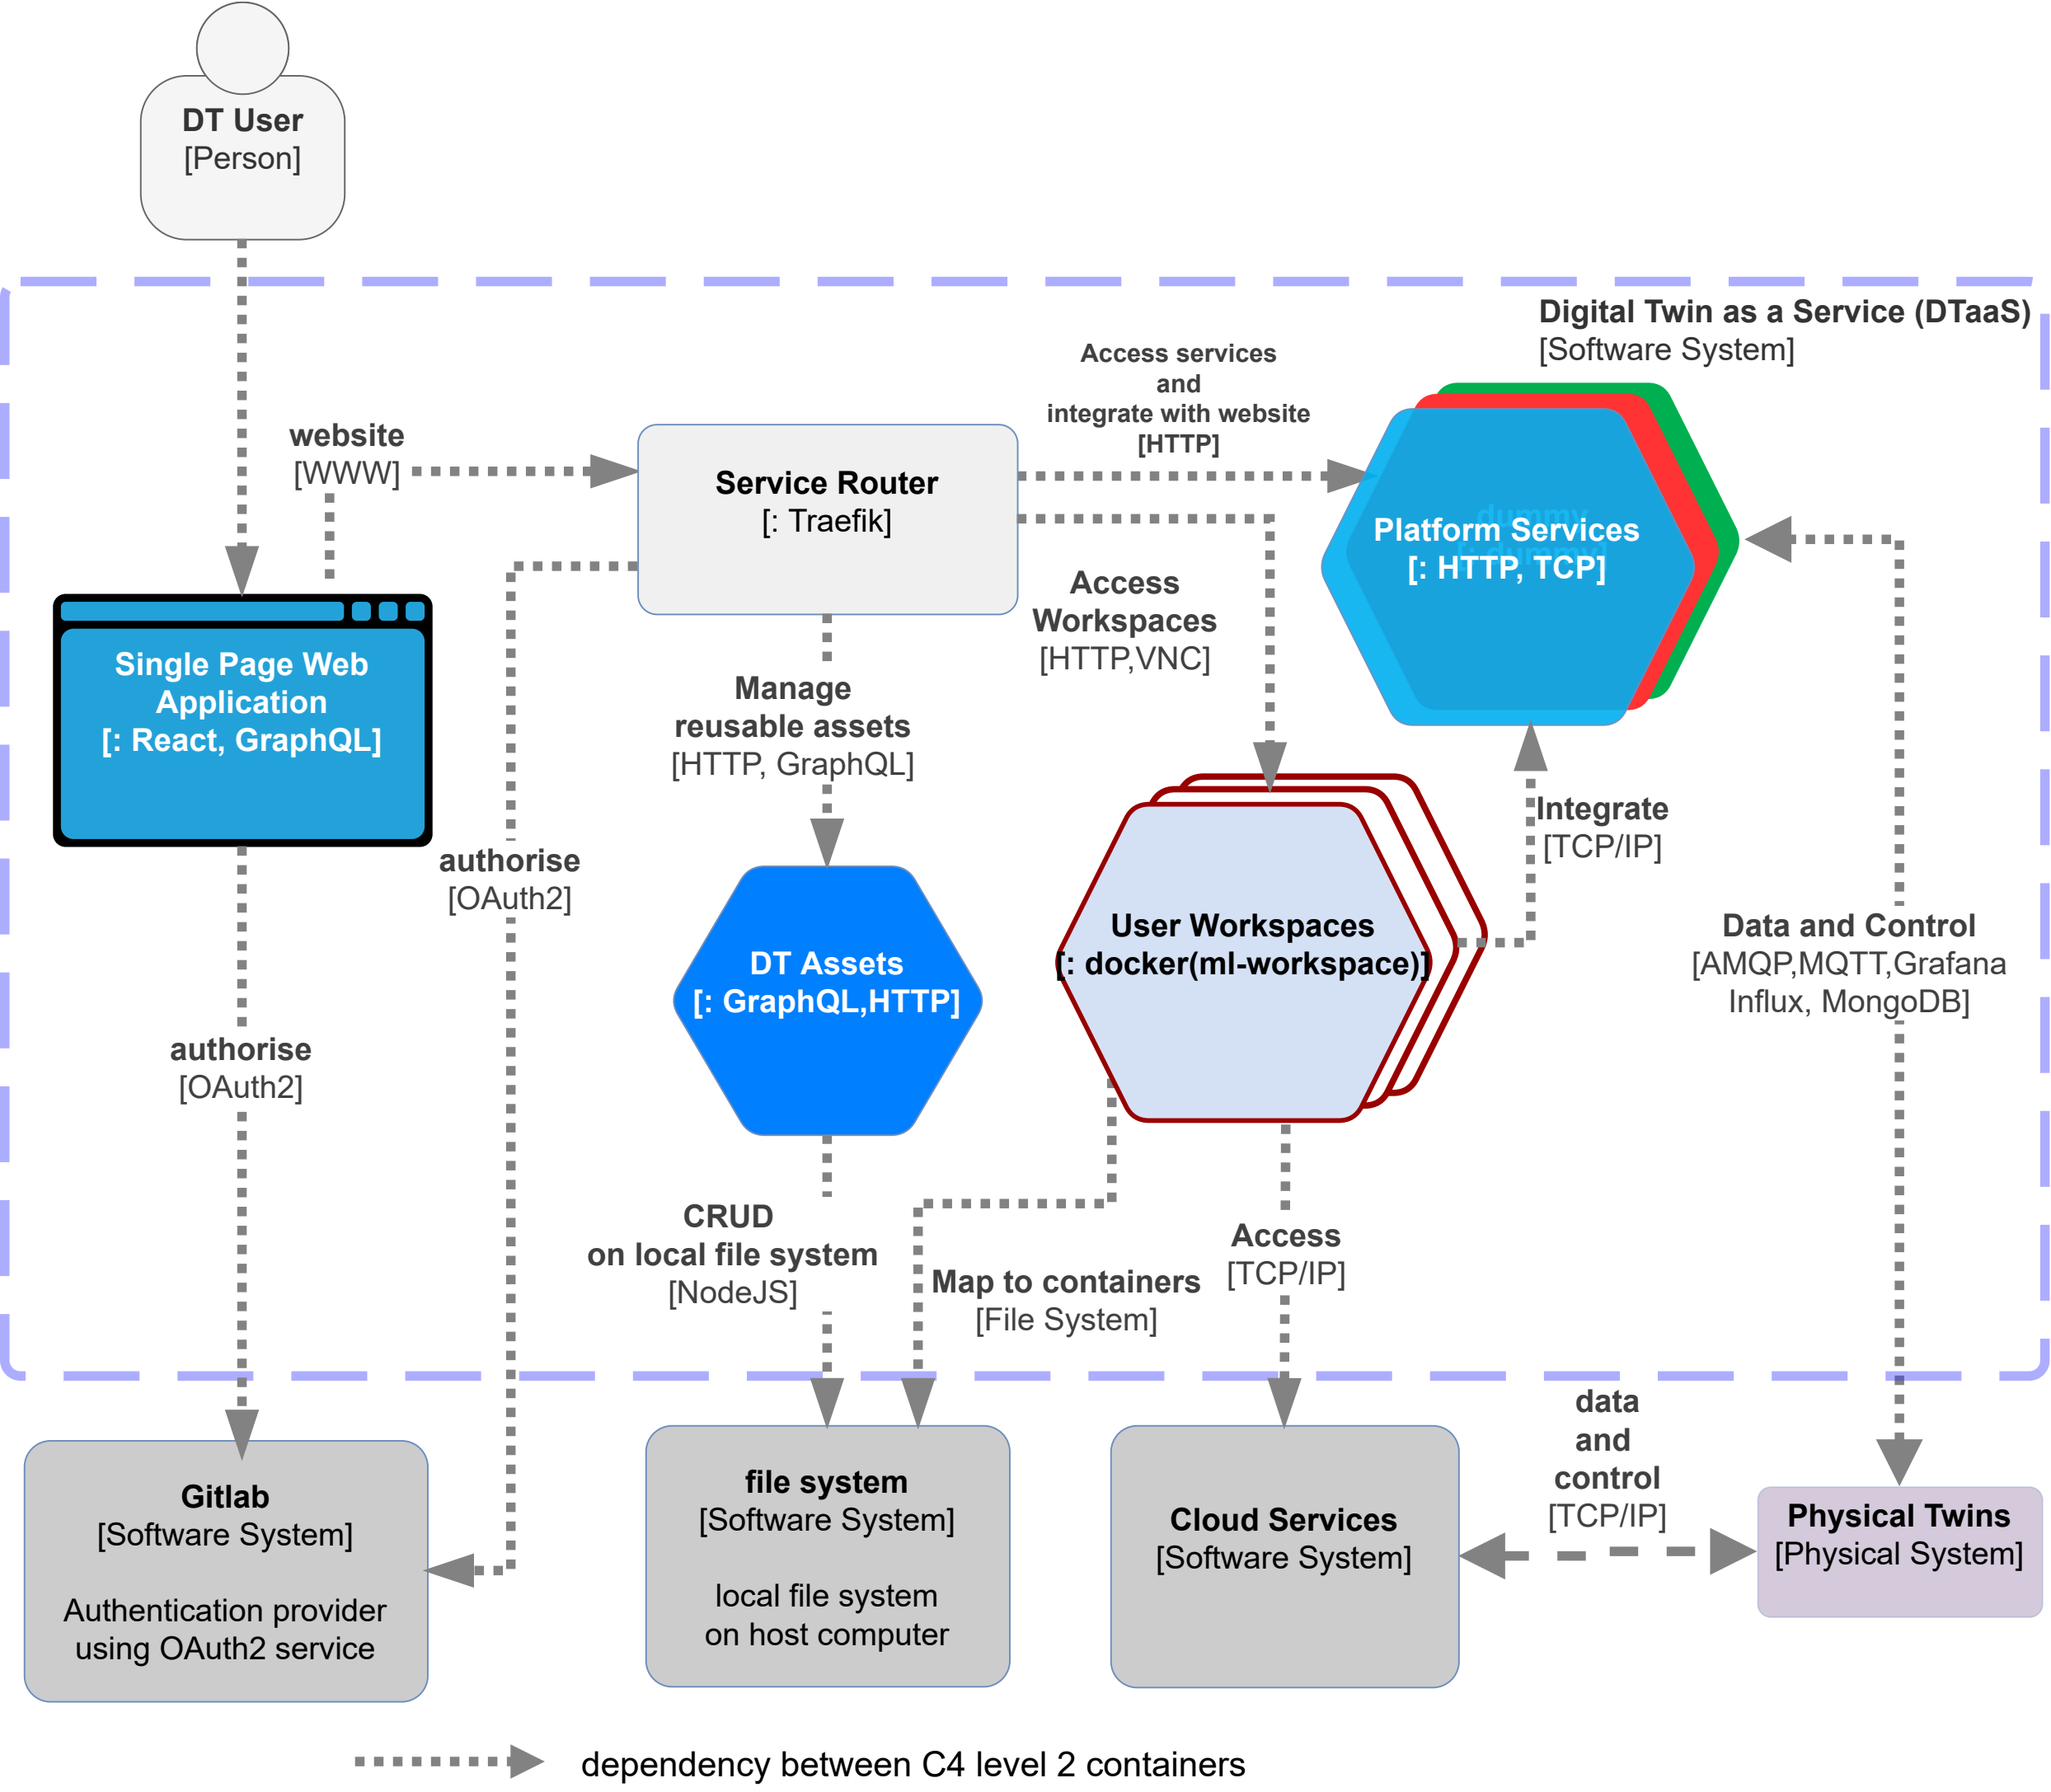 DT User
[Person]
Digital Twin as a Service (DTaaS)
[Software System]
Access services
and
integrate with website
[HTTP]
website
[WWW]
Service Router
[: Traefik]
dummy
[: dummy]
Platform Services
[: HTTP, TCP]
Access
Workspaces
[HTTP,VNC]
Single Page Web
Application
[: React, GraphQL]
Manage
reusable assets
[HTTP, GraphQL]
Integrate
[TCP/IP]
authorise
[OAuth2]
User Workspaces
[: docker(ml-workspace)]
Data and Control
[AMQP,MQTT,Grafana
Influx, MongoDB]
DT Assets
[: GraphQL,HTTP]
authorise
[OAuth2]
CRUD
on local file system
[NodeJS]
Map to containers
[File System]
Access
[TCP/IP]
data
and
control
[TCP/IP]
Gitlab
[Software System]
Authentication provider
using OAuth2 service
file system
[Software System]
local file system
on host computer
Cloud Services
[Software System]
Physical Twins
[Physical System]
dependency between C4 level 2 containers